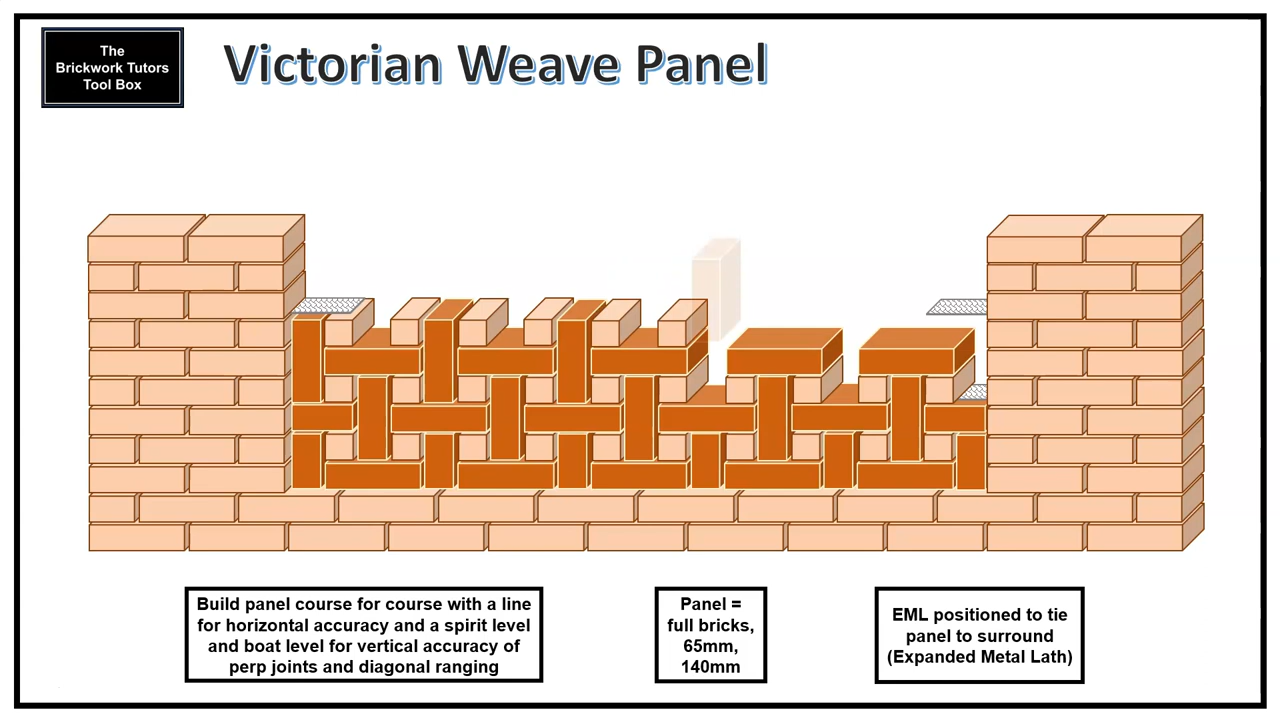 The
Brickwork Tutors
Tool Box
Victorian Weave Panel
Build panel course for course with a line
for horizontal accuracy and a spirit level
and boat level for vertical accuracy of
perp joints and diagonal ranging
Panel =
full bricks,
65mm,
140mm
EML positioned to tie
panel to surround
(Expanded Metal Lath)